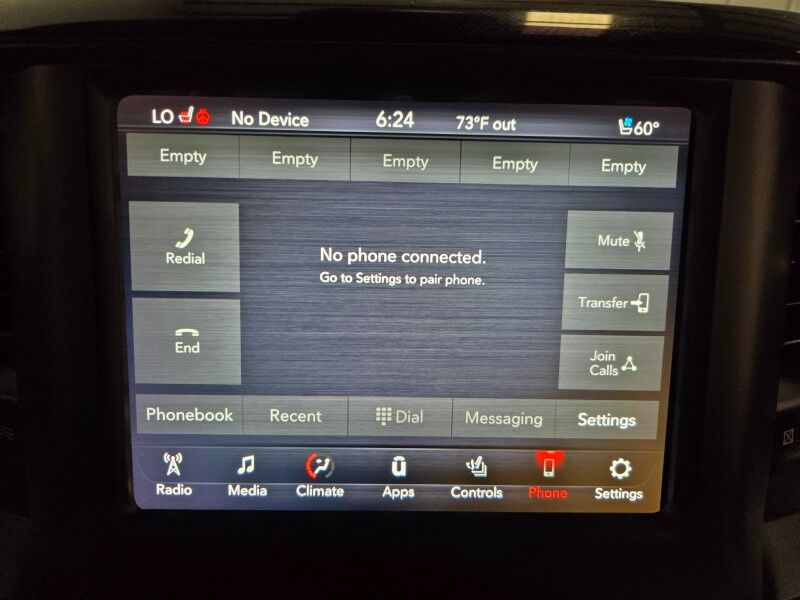 LO No Device 6:24 73°F out 60°
Empty Empty Empty Empty Empty
Redial
No phone connected.
Go to Settings to pair phone.
Mute
Transfer
End
Join
Calls
Phonebook Recent Dial Messaging Settings
Radio Media Climate Apps Controls Phone Settings